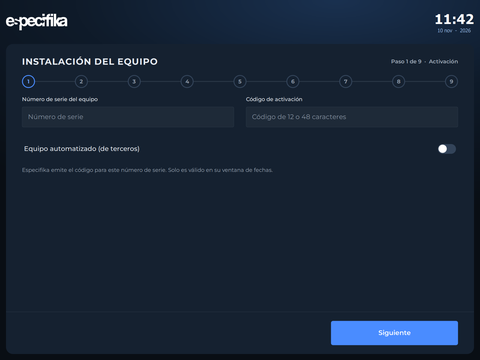 e·specifika
11:42
10 nov - 2026
INSTALACIÓN DEL EQUIPO
Paso 1 de 9 - Activación
1 2 3 4 5 6 7 8 9
Número de serie del equipo
Código de activación
Número de serie
Código de 12 o 48 caracteres
Equipo automatizado (de terceros)
Especifika emite el código para este número de serie. Solo es válido en su ventana de fechas.
Siguiente